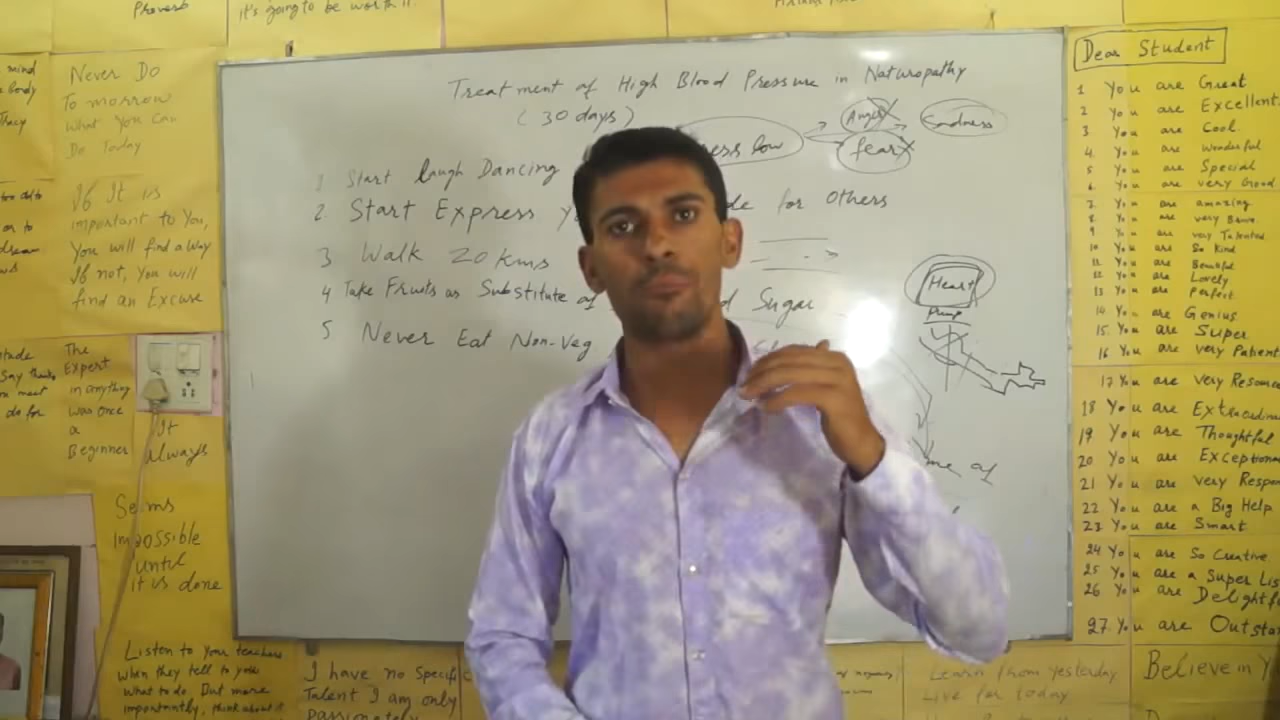 Proverb
it's going to be worth it.
mind
Never Do
Tomorrow
What You Can
Do Today
If It is
important to You,
You will find a Way
If not, You will
find an Excuse
The
Expert
in anything
was once
a
Beginner
It
always
Seems
Impossible
until
it is done
Listen to your teachers
when they tell to you
what to do. But more
importantly, think about it
I have no Specific
Talent I am only
passionately
Treatment of High Blood Pressure in Naturopathy
(30 days)
Anger
Sadness
fear
ess low
1 Start laugh Dancing
2 Start Express de for Others
3 Walk 20 Kms
4 Take Fruits as Substitute of d Sugar
5 Never Eat Non-Veg
Heart
Pump
me of
Dear Student
1 You are Great
2 You are Excellent
3 You are Cool
4. You are Wonderful
5 You are Special
6. You are very Good
7. You are amazing
8. You are very Brave
9. You are very Talented
10 You are So Kind
11 You are Beautiful
12 You are Lovely
13 You are Perfect
14 You are Genius
15. You are Super
16 You are very Patient
17 You are very Resource
18 You are Extraordin
19 You are Thoughtful
20 You are Exceptiona
21 You are very Respon
22 You are a Big Help
23 You are Smart
24 You are So Creative
25 You are a Super Lis
26 You are Delightf
27. You are Outsta
Learn from Yesterday
Live for today
Believe in Y